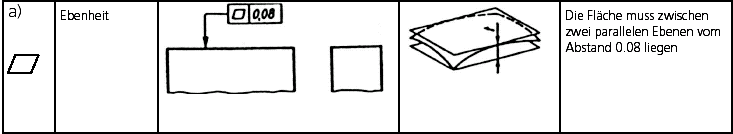 a)
Ebenheit
0,08
t
Die Fläche muss zwischen
zwei parallelen Ebenen vom
Abstand 0.08 liegen